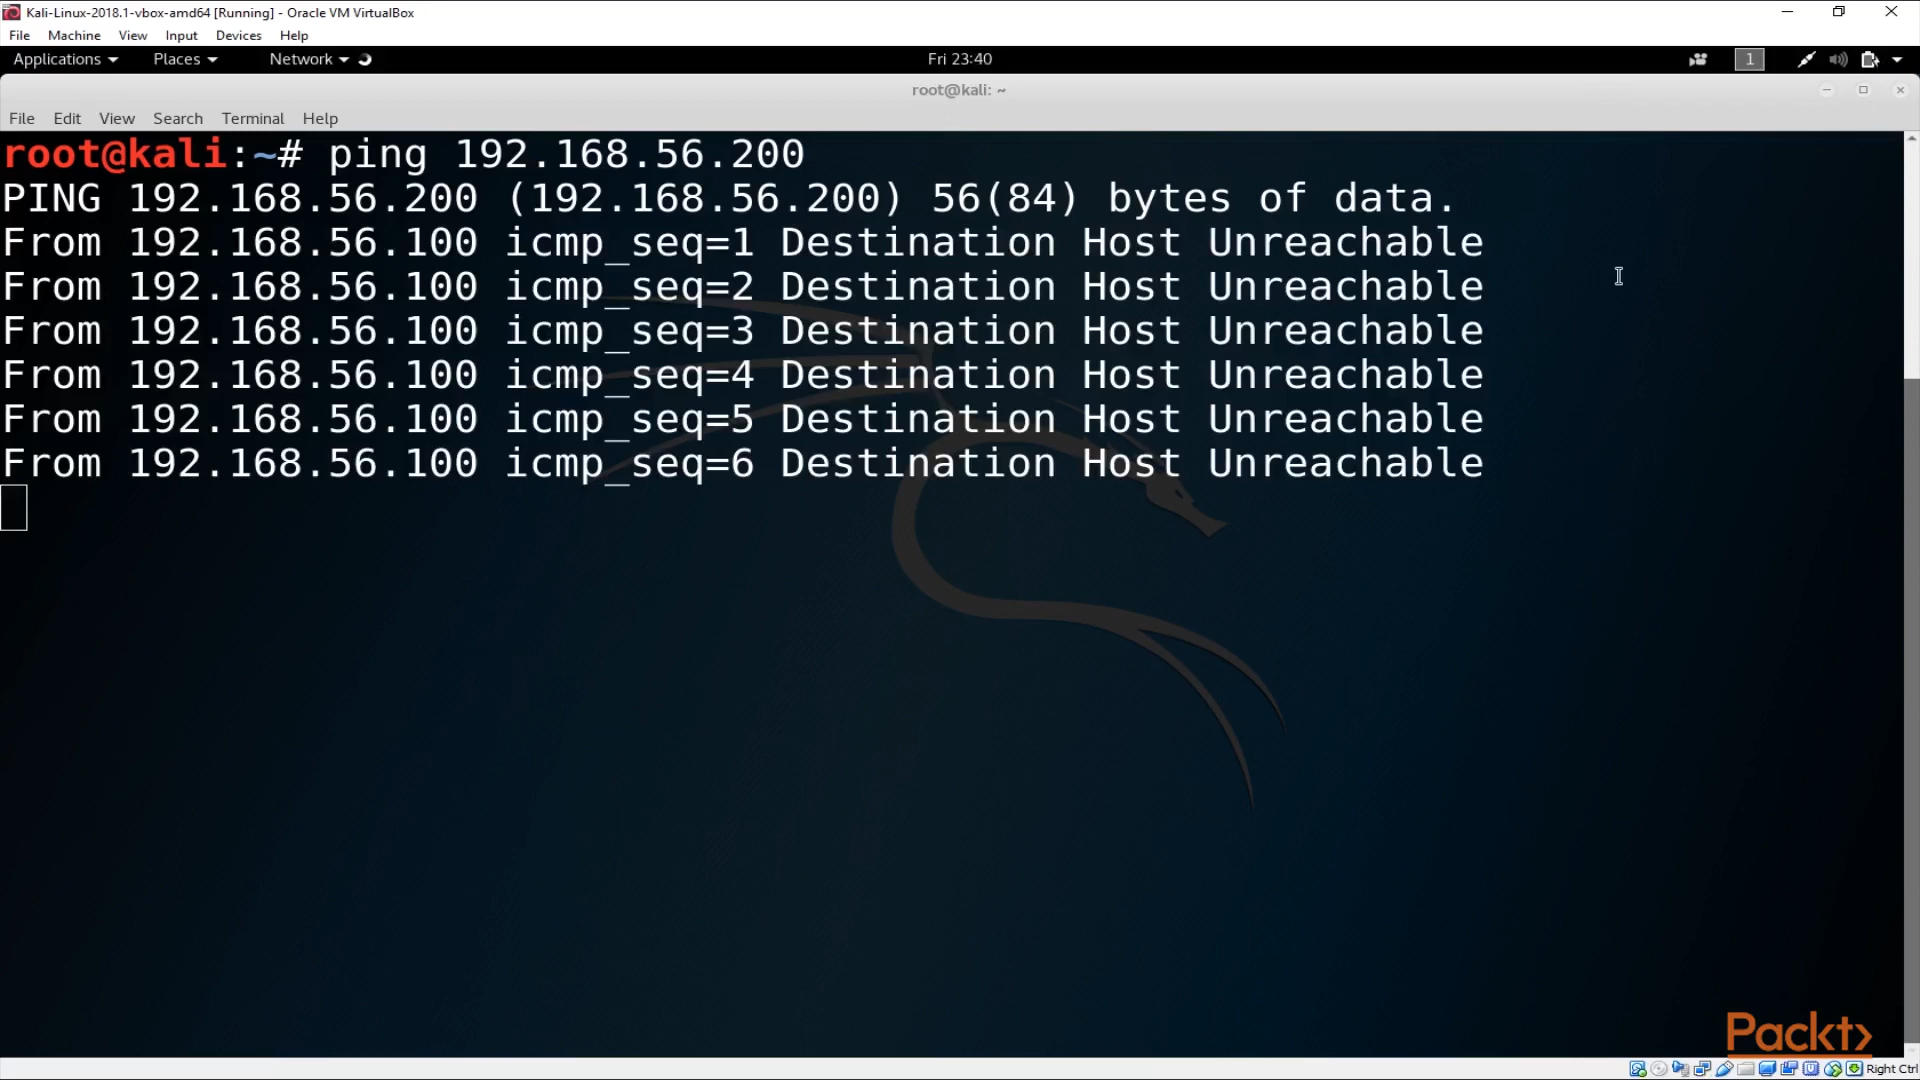 Kali-Linux-2018.1-vbox-amd64 [Running] - Oracle VM VirtualBox
File Machine View Input Devices Help
Applications Places Network Fri 23:40 1
root@kali: ~
File Edit View Search Terminal Help
root@kali:~# ping 192.168.56.200
PING 192.168.56.200 (192.168.56.200) 56(84) bytes of data.
From 192.168.56.100 icmp_seq=1 Destination Host Unreachable
From 192.168.56.100 icmp_seq=2 Destination Host Unreachable
From 192.168.56.100 icmp_seq=3 Destination Host Unreachable
From 192.168.56.100 icmp_seq=4 Destination Host Unreachable
From 192.168.56.100 icmp_seq=5 Destination Host Unreachable
From 192.168.56.100 icmp_seq=6 Destination Host Unreachable
Packt>
Right Ctrl